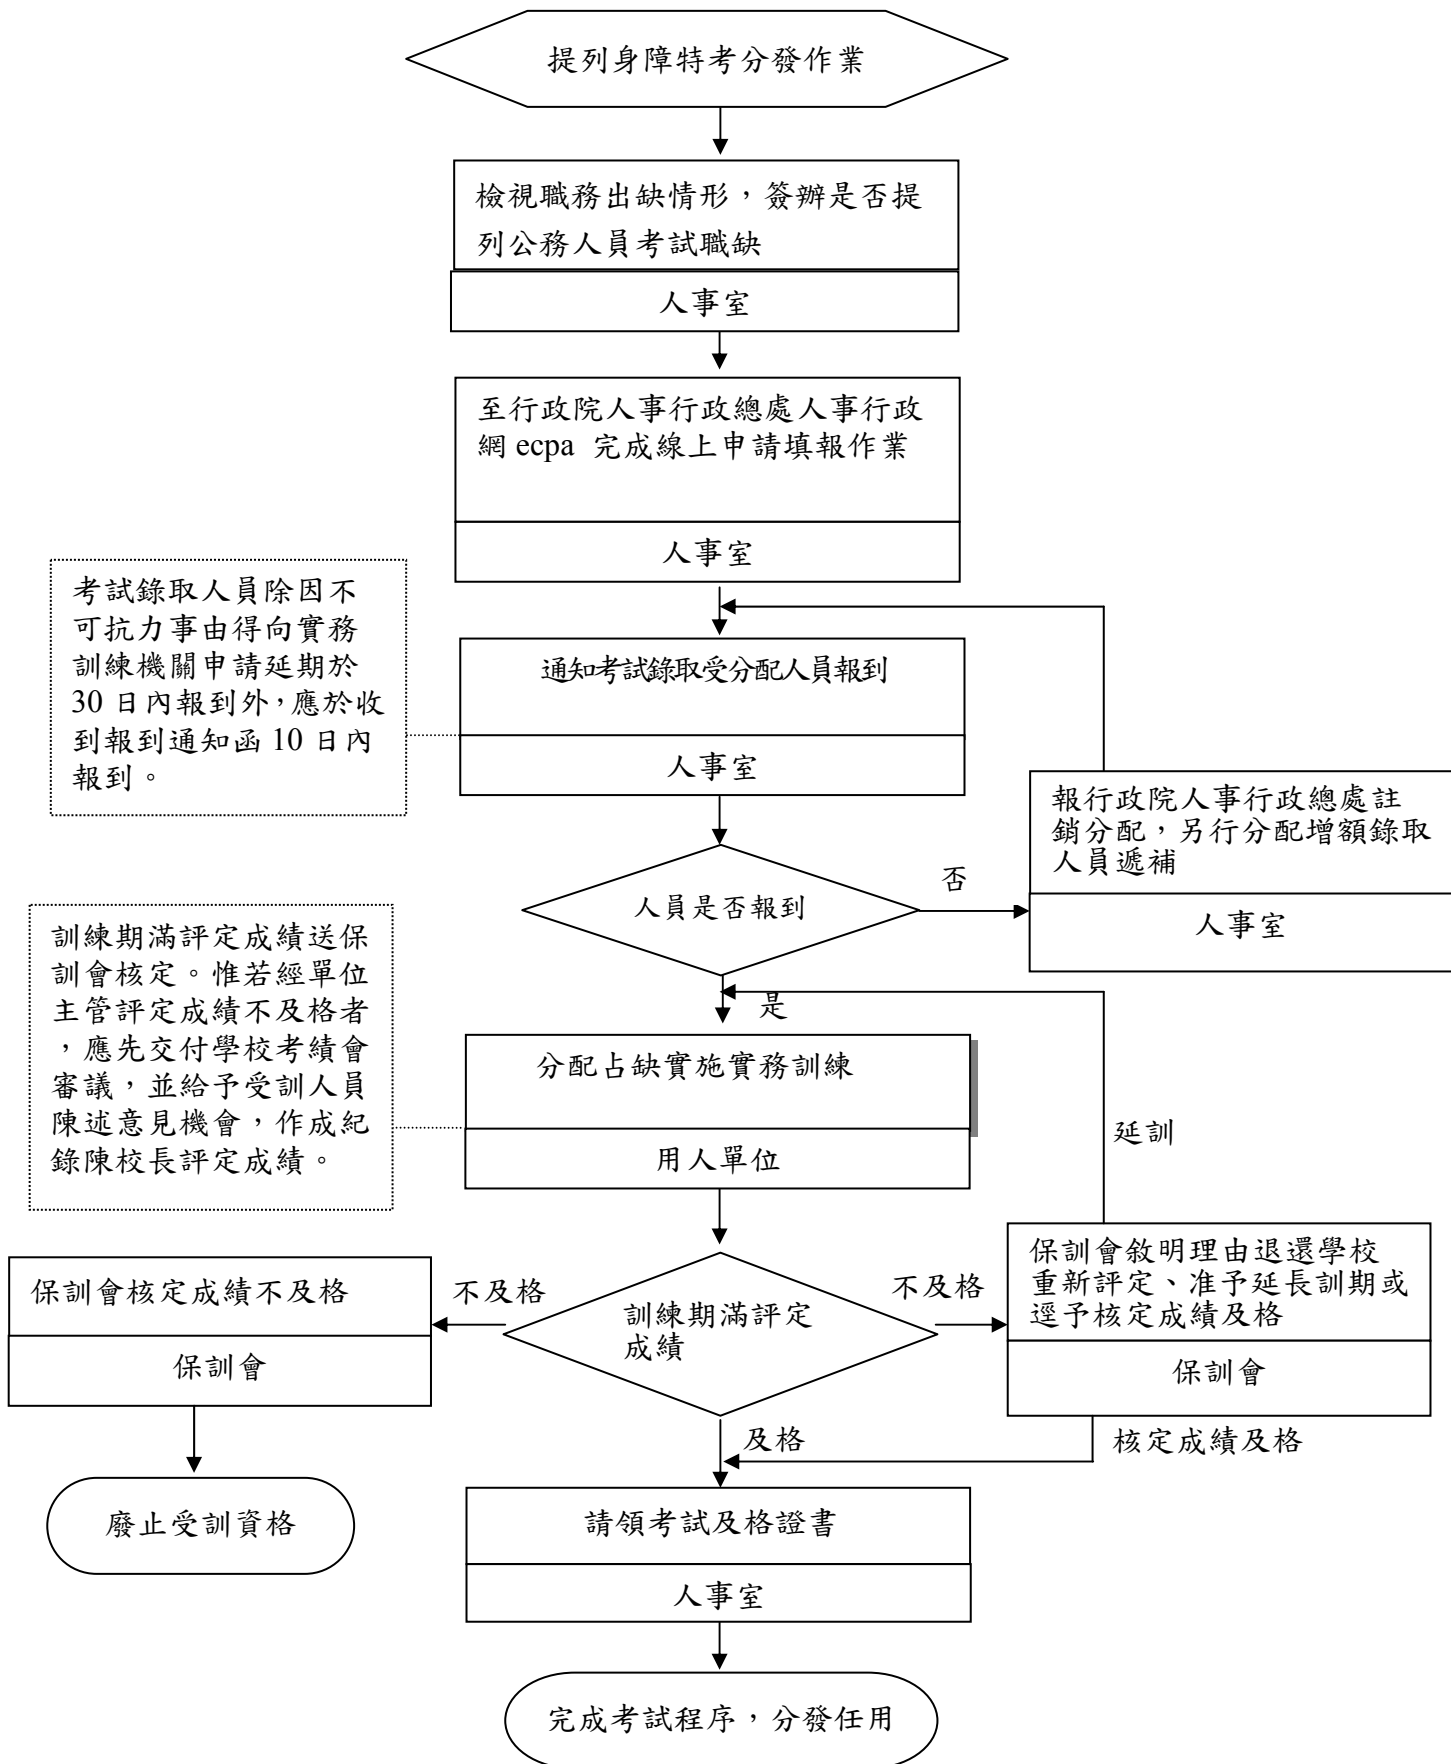 提列身障特考分發作業
檢視職務出缺情形，簽辦是否提
列公務人員考試職缺
人事室
至行政院人事行政總處人事行政
網 ecpa 完成線上申請填報作業
人事室
考試錄取人員除因不
可抗力事由得向實務
訓練機關申請延期於
30 日內報到外，應於收
到報到通知函 10 日內
報到。
通知考試錄取受分配人員報到
人事室
報行政院人事行政總處註
銷分配，另行分配增額錄取
人員遞補
人事室
人員是否報到
否
是
訓練期滿評定成績送保
訓會核定。惟若經單位
主管評定成績不及格者
，應先交付學校考績會
審議，並給予受訓人員
陳述意見機會，作成紀
錄陳校長評定成績。
分配占缺實施實務訓練
用人單位
延訓
保訓會核定成績不及格
保訓會
不及格
訓練期滿評定
成績
不及格
保訓會敘明理由退還學校
重新評定、准予延長訓期或
逕予核定成績及格
保訓會
及格
核定成績及格
廢止受訓資格
請領考試及格證書
人事室
完成考試程序，分發任用